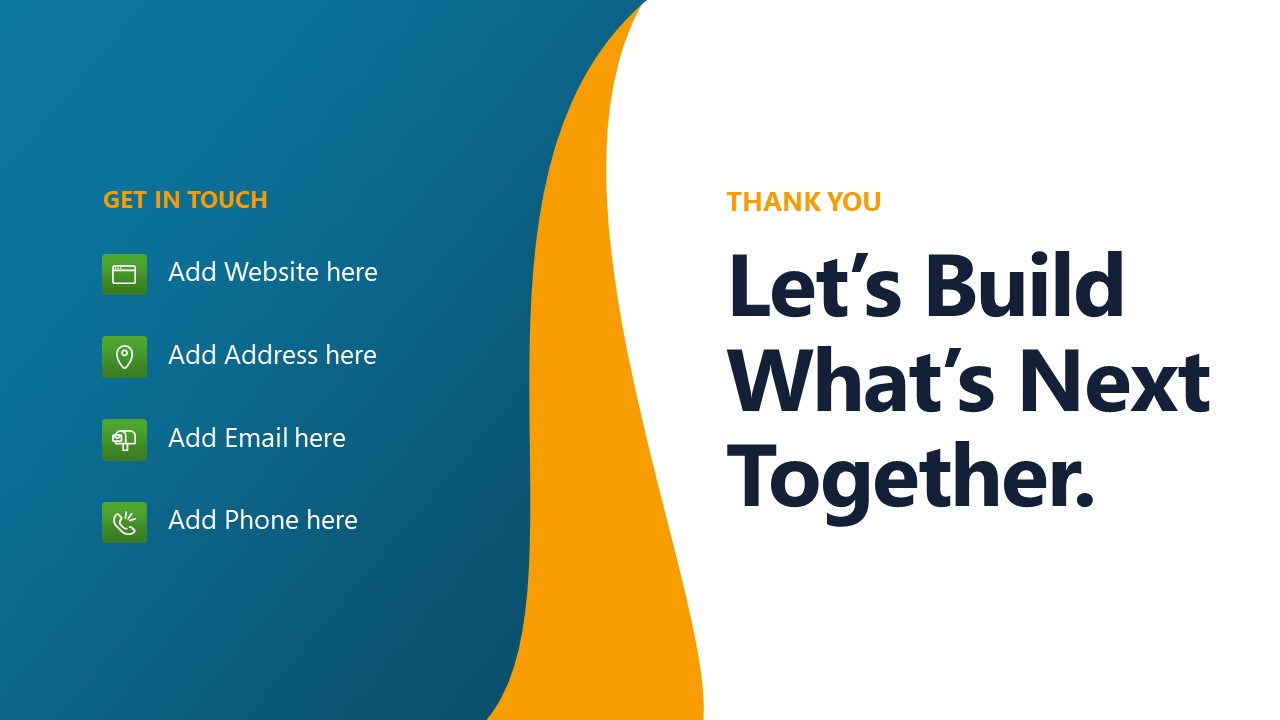 GET IN TOUCH
Add Website here
Add Address here
Add Email here
Add Phone here
THANK YOU
Let’s Build
What’s Next
Together.